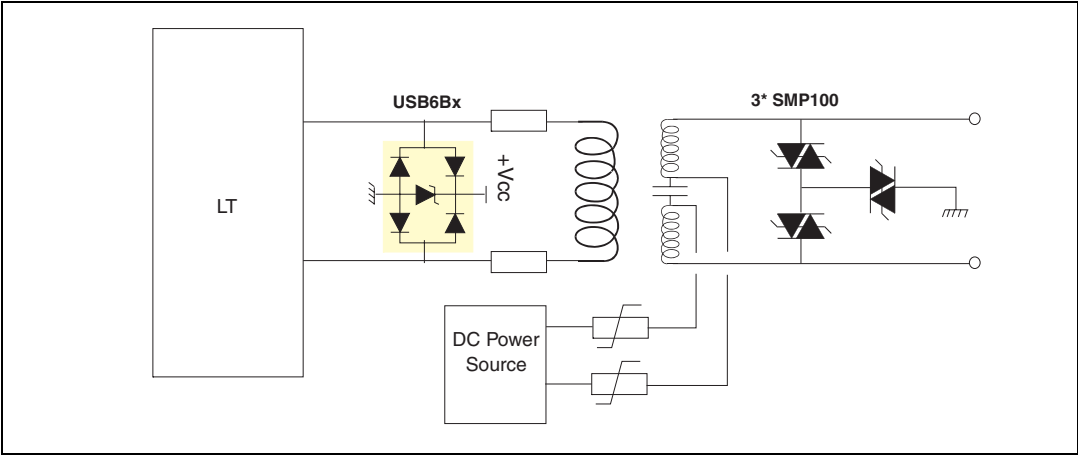 USB6Bx
3* SMP100
+Vcc
LT
DC Power
Source